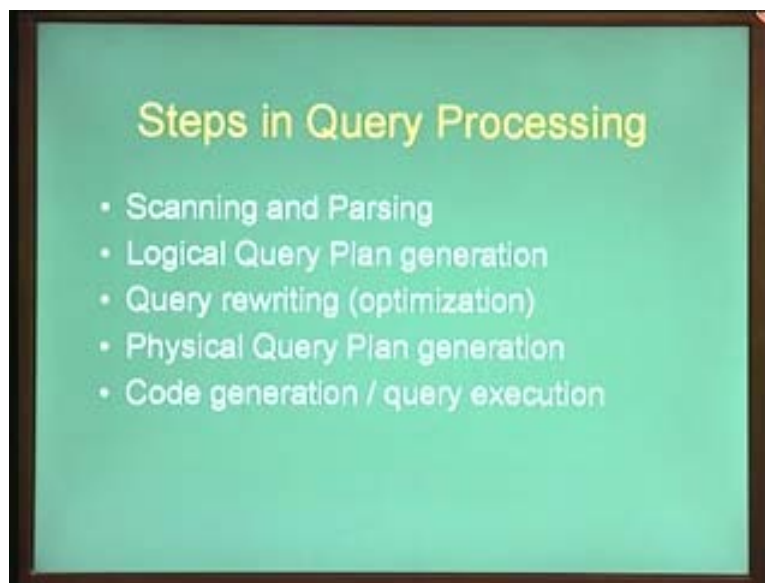 Steps in Query Processing
• Scanning and Parsing
• Logical Query Plan generation
• Query rewriting (optimization)
• Physical Query Plan generation
• Code generation / query execution